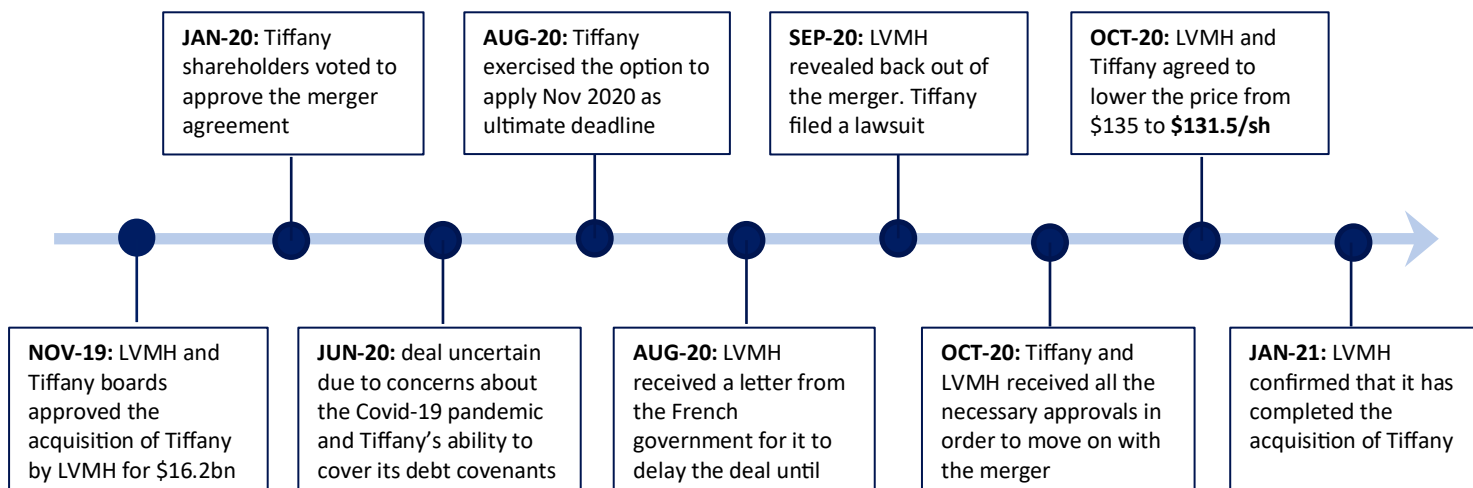 JAN-20: Tiffany
shareholders voted to
approve the merger
agreement
AUG-20: Tiffany
exercised the option to
apply Nov 2020 as
ultimate deadline
SEP-20: LVMH
revealed back out of
the merger. Tiffany
filed a lawsuit
OCT-20: LVMH and
Tiffany agreed to
lower the price from
$135 to $131.5/sh
NOV-19: LVMH and
Tiffany boards
approved the
acquisition of Tiffany
by LVMH for $16.2bn
JUN-20: deal uncertain
due to concerns about
the Covid-19 pandemic
and Tiffany’s ability to
cover its debt covenants
AUG-20: LVMH
received a letter from
the French
government for it to
delay the deal until
OCT-20: Tiffany and
LVMH received all the
necessary approvals in
order to move on with
the merger
JAN-21: LVMH
confirmed that it has
completed the
acquisition of Tiffany